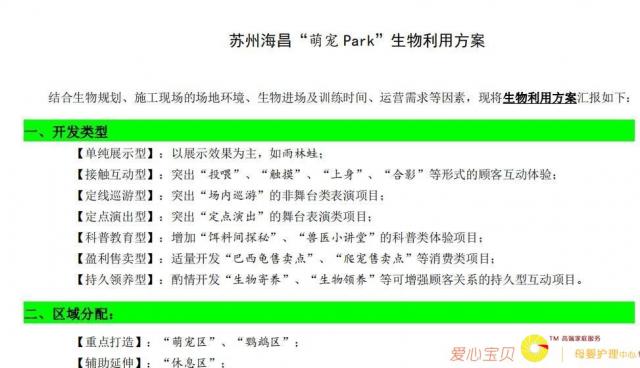 苏州海昌“萌宠 Park”生物利用方案
结合生物规划、施工现场的场地环境、生物进场及训练时间、运营需求等因素，现将生物利用方案汇报如下：
一、开发类型
【单纯展示型】：以展示效果为主，如雨林蛙；
【接触互动型】：突出“投喂”、“触摸”、“上身”、“合影”等形式的顾客互动体验；
【定线巡游型】：突出“场内巡游”的非舞台类表演项目；
【定点演出型】：突出“定点演出”的舞台表演类项目；
【科普教育型】：增加“饵料间探秘”、“兽医小讲堂”的科普类体验项目；
【盈利售卖型】：适量开发“巴西龟售卖点”、“爬宠售卖点”等消费类项目；
【持久领养型】：酌情开发“生物寄养”、“生物领养”等可增强顾客关系的持久型互动项目。
二、区域分配：
【重点打造】：“萌宠区”、“鹦鹉区”；
【辅助延伸】：“休息区”；
爱心宝贝
TM 高端家庭服务
母婴护理中心